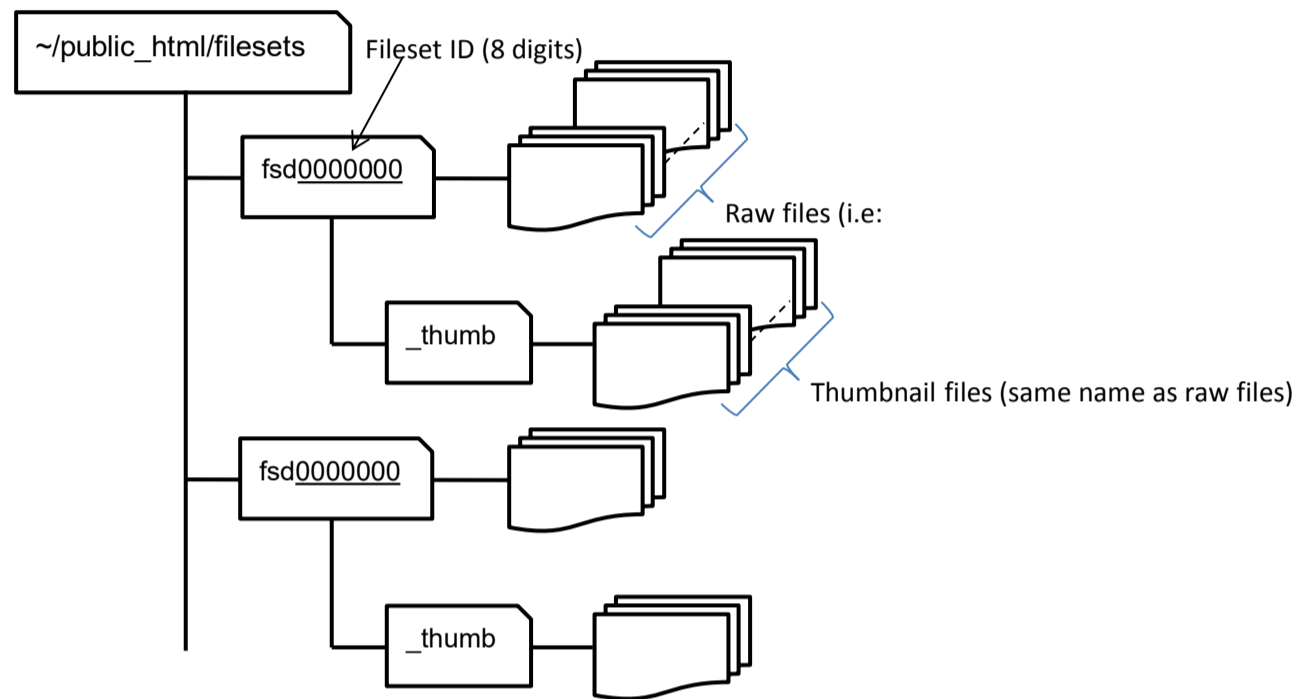 ~/public_html/filesets
Fileset ID (8 digits)
fsd0000000
Raw files (i.e:
_thumb
Thumbnail files (same name as raw files)
fsd0000000
_thumb